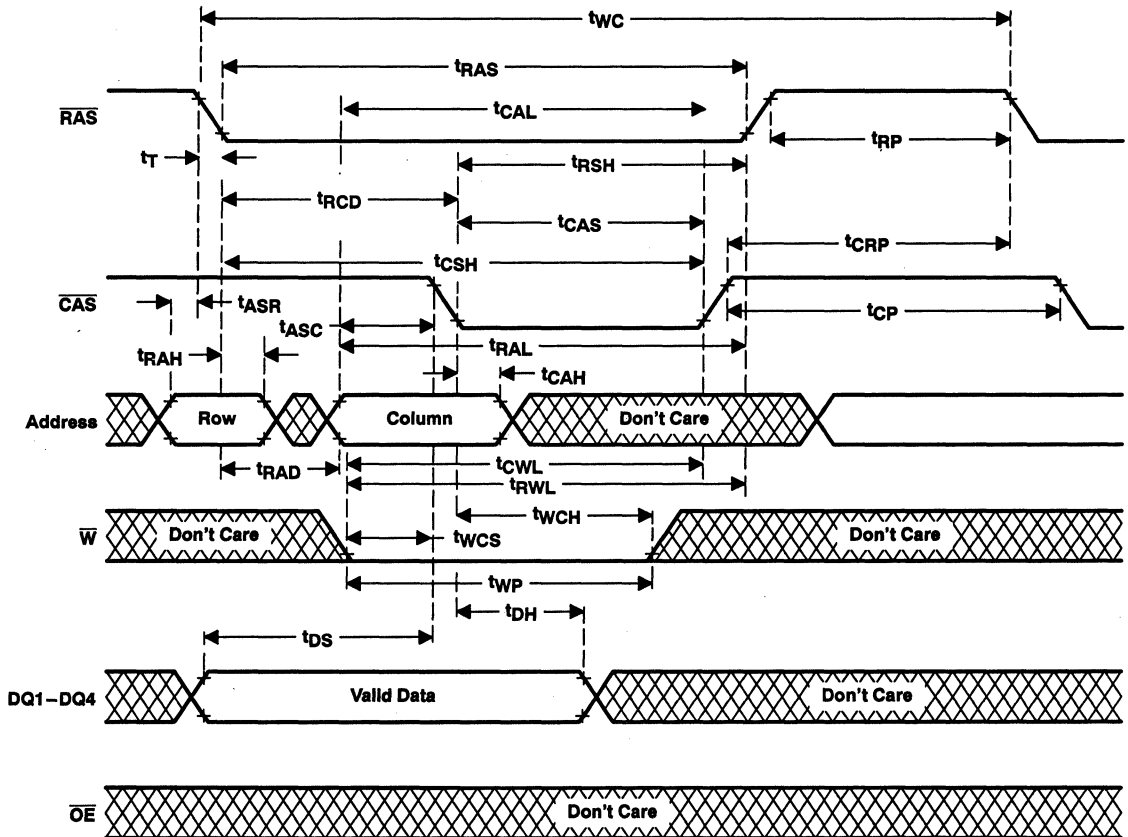 tWC
tRAS
tCAL
RAS
tT
tRP
tRSH
tRCD
tCAS
tCRP
tCSH
CAS
tASR
tCP
tASC
tRAL
tRAH
tCAH
Address
Row
Column
Don't Care
tRAD
tCWL
tRWL
tWCH
W
Don't Care
tWCS
Don't Care
tWP
tDH
tDS
DQ1–DQ4
Valid Data
Don't Care
OE
Don't Care